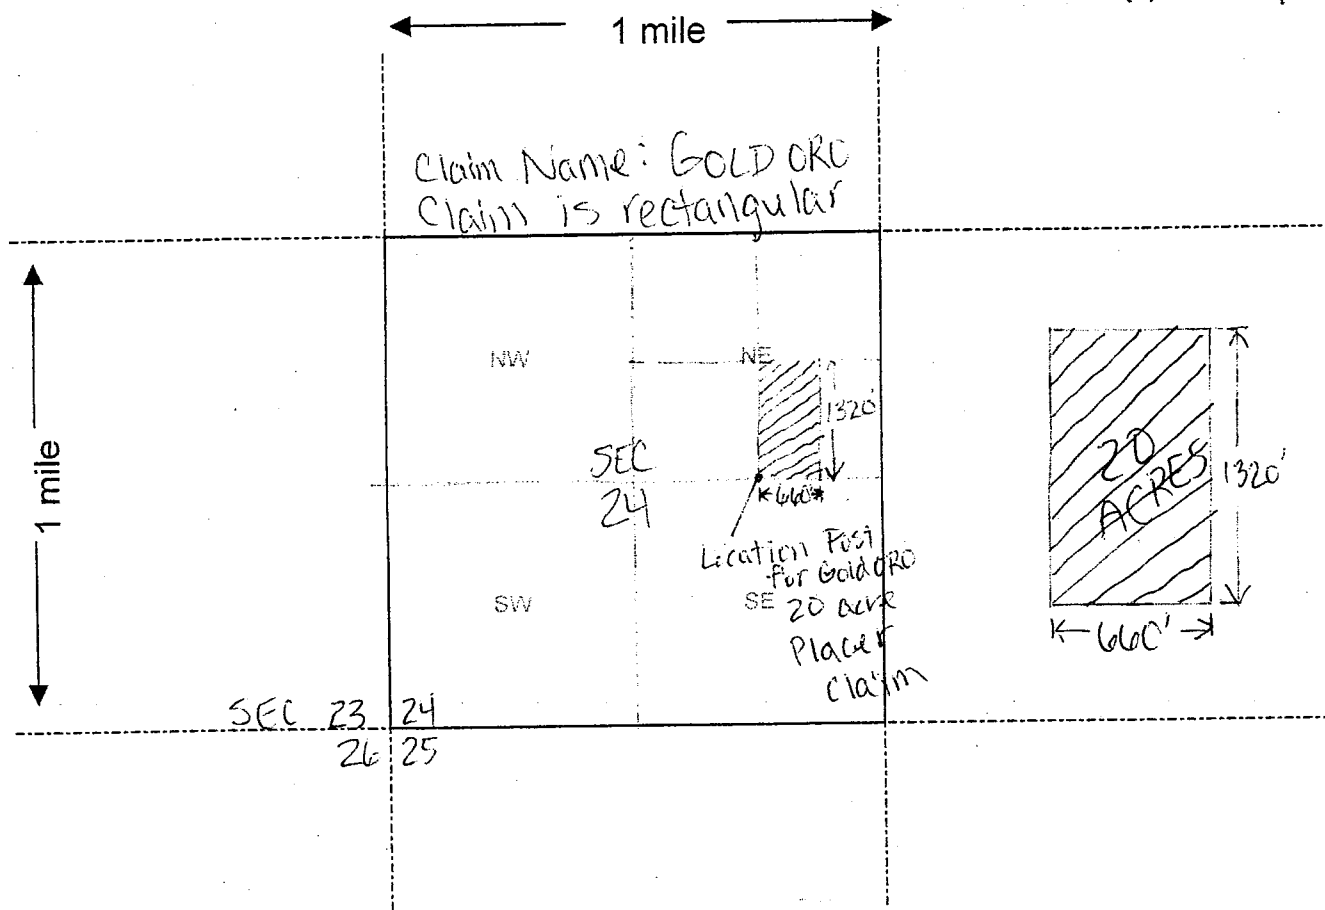 1 mile
Claim Name: GOLD ORO
Claim is rectangular
1 mile
NW
NE
1320'
SEC
24
660'
Location Post
for Gold ORO
20 acre
Placer
Claim
SW
SE
20
ACRES
1320'
660'
SEC 23 24
26 25